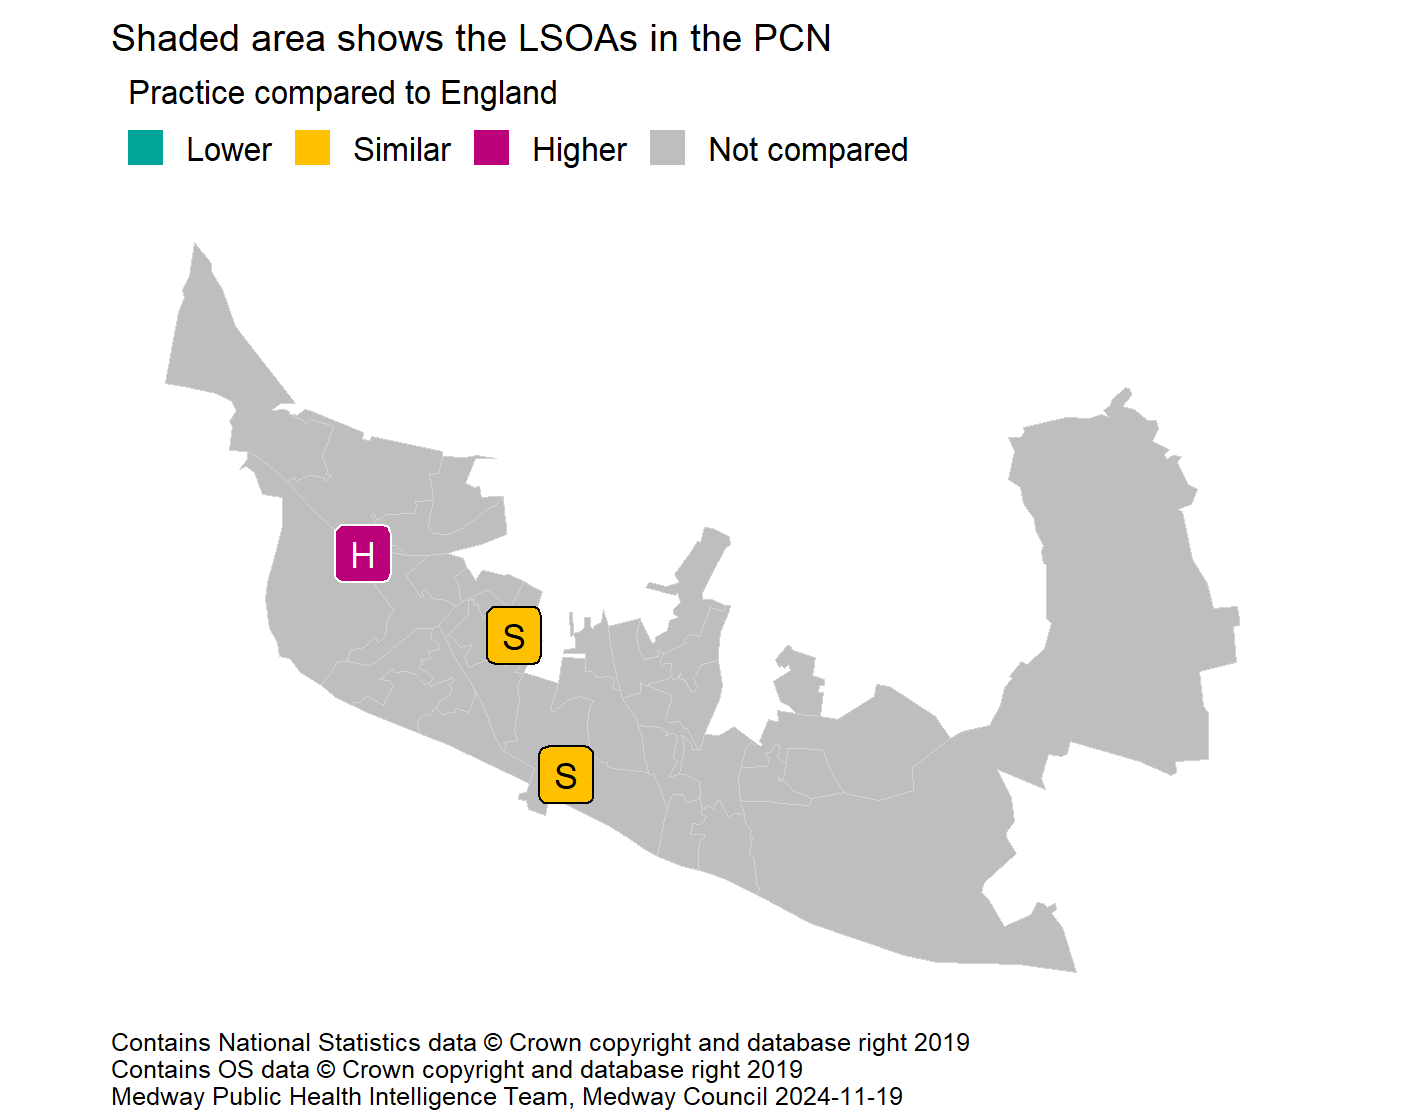 Shaded area shows the LSOAs in the PCN
Practice compared to England
Lower Similar Higher Not compared
H
S
S
Contains National Statistics data © Crown copyright and database right 2019
Contains OS data © Crown copyright and database right 2019
Medway Public Health Intelligence Team, Medway Council 2024-11-19